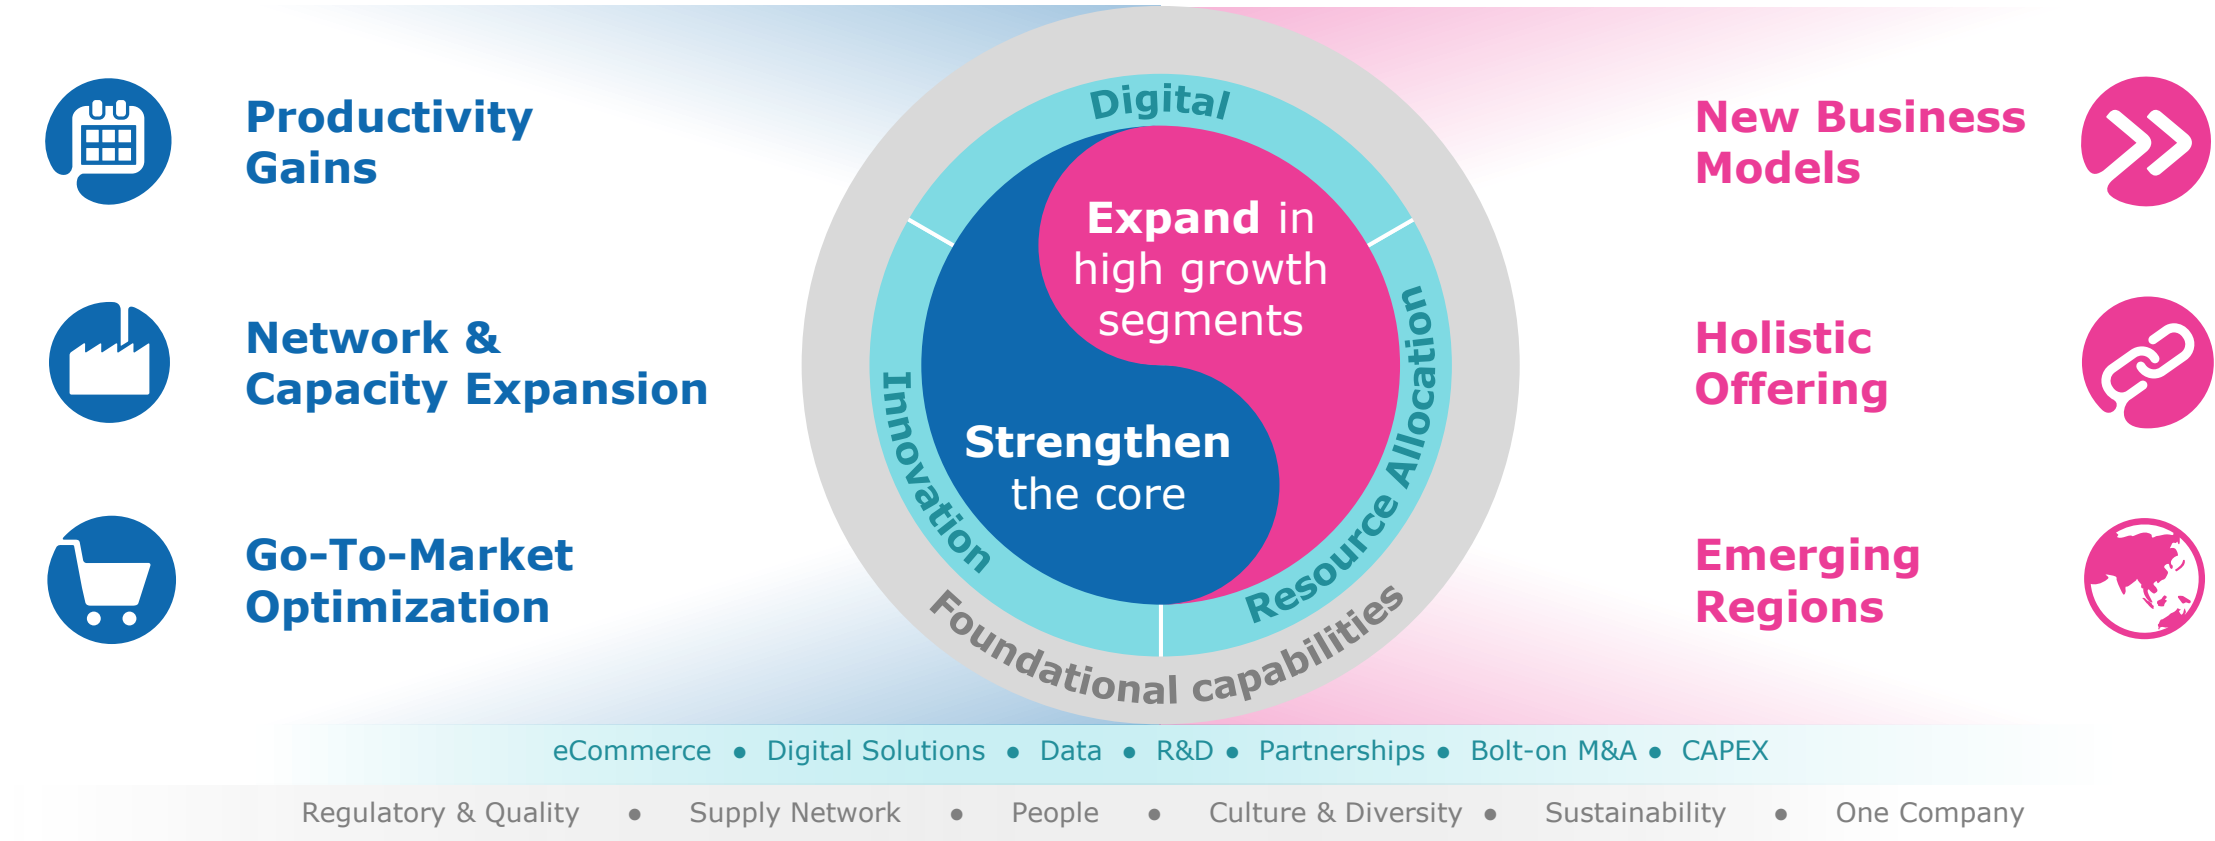 Productivity
Gains
Network &
Capacity Expansion
Go-To-Market
Optimization
Digital
Expand in
high growth
segments
Strengthen
the core
Innovation
Resource Allocation
Foundational capabilities
New Business
Models
Holistic
Offering
Emerging
Regions
eCommerce ● Digital Solutions ● Data ● R&D ● Partnerships ● Bolt-on M&A ● CAPEX
Regulatory & Quality ● Supply Network ● People ● Culture & Diversity ● Sustainability ● One Company